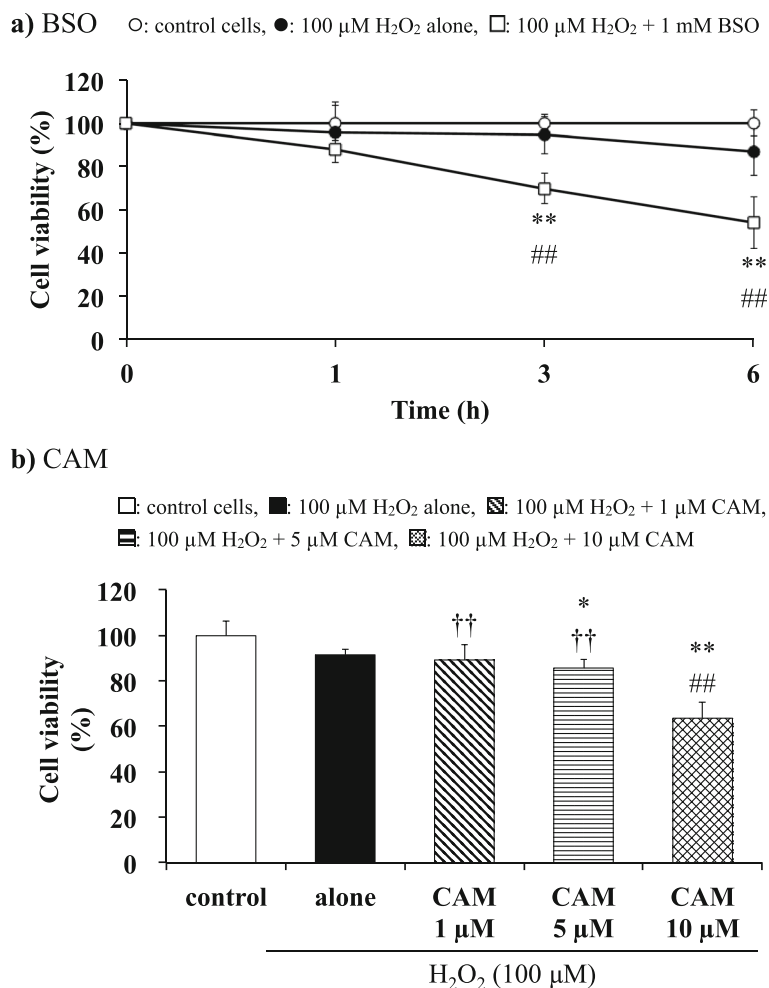 a) BSO ○: control cells, ●: 100 µM H₂O₂ alone, □: 100 µM H₂O₂ + 1 mM BSO
120
100
80
60
40
20
0
Cell viability (%)
**
##
**
##
0 1 3 6
Time (h)
b) CAM
□: control cells, ■: 100 µM H₂O₂ alone, ▧: 100 µM H₂O₂ + 1 µM CAM,
▤: 100 µM H₂O₂ + 5 µM CAM, ▩: 100 µM H₂O₂ + 10 µM CAM
120
100
80
60
40
20
0
Cell viability
(%)
††
*
††
**
##
control alone CAM CAM CAM
1 µM 5 µM 10 µM
H₂O₂ (100 µM)